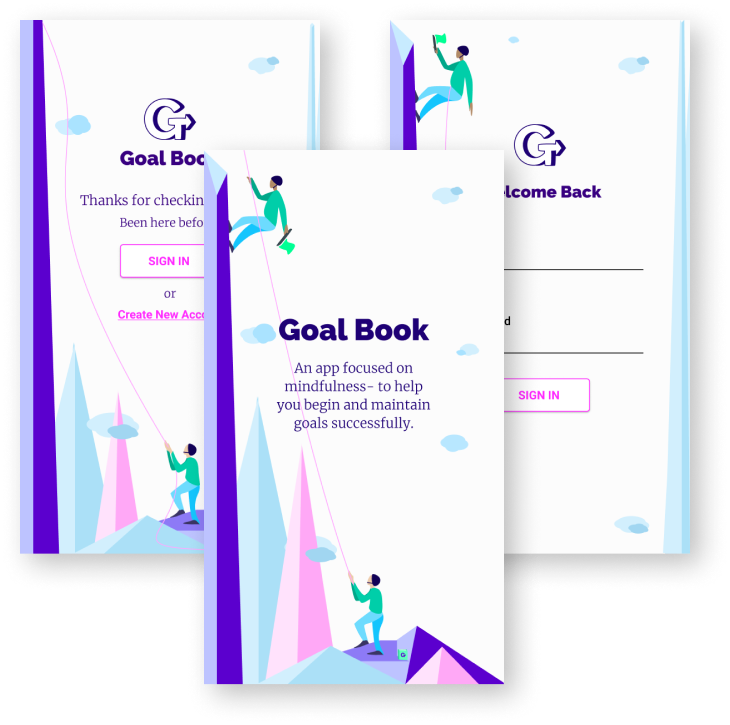 G
Goal Boo
Thanks for checkin
Been here befo
SIGN IN
or
Create New Acco
Goal Book
An app focused on
mindfulness- to help
you begin and maintain
goals successfully.
G
G
lcome Back
d
SIGN IN